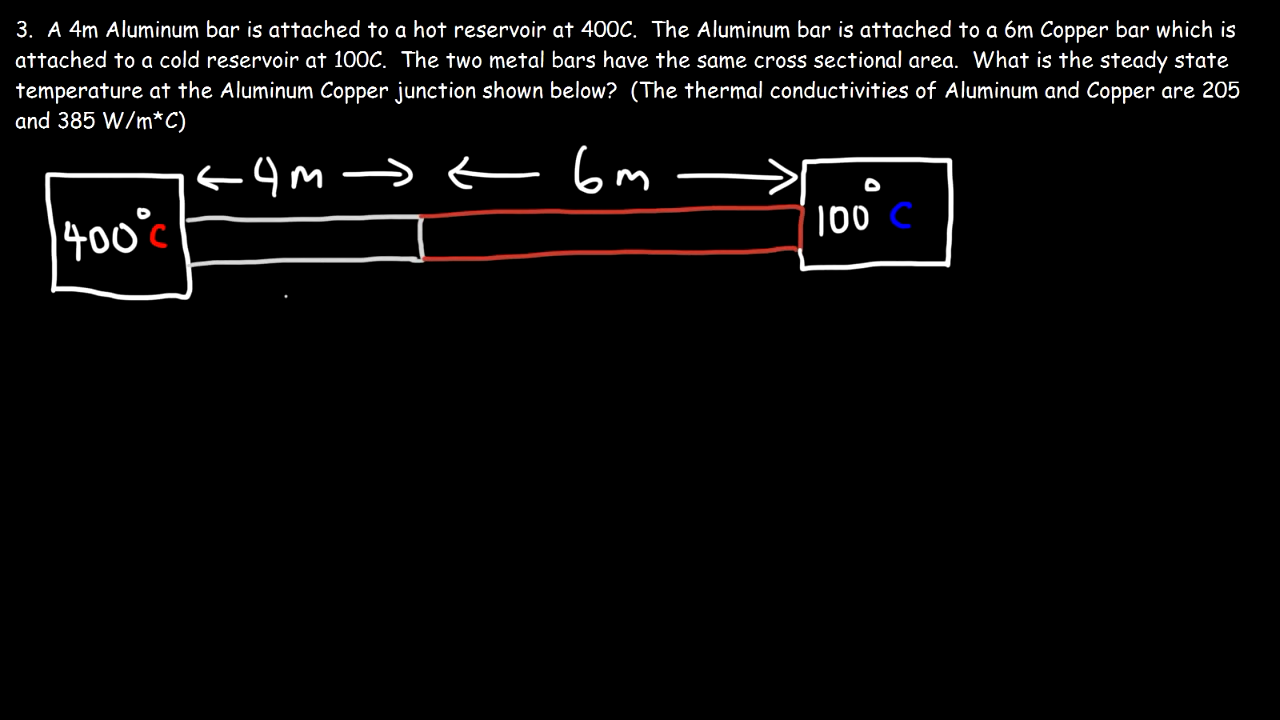 3. A 4m Aluminum bar is attached to a hot reservoir at 400C. The Aluminum bar is attached to a 6m Copper bar which is
attached to a cold reservoir at 100C. The two metal bars have the same cross sectional area. What is the steady state
temperature at the Aluminum Copper junction shown below? (The thermal conductivities of Aluminum and Copper are 205
and 385 W/m*C)
4m 6m
400°C 100°C